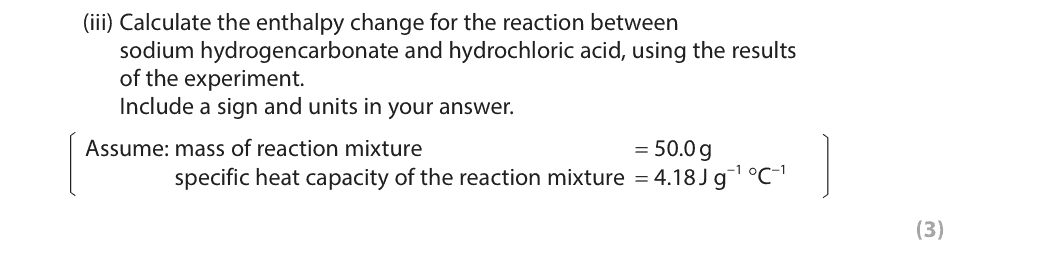 (iii) Calculate the enthalpy change for the reaction between
sodium hydrogencarbonate and hydrochloric acid, using the results
of the experiment.
Include a sign and units in your answer.
Assume: mass of reaction mixture = 50.0 g
specific heat capacity of the reaction mixture = 4.18 J g⁻¹ °C⁻¹
(3)